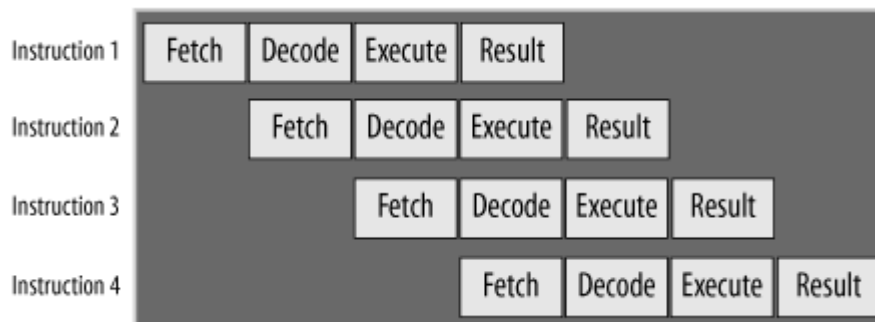 Instruction 1 Fetch Decode Execute Result
Instruction 2 Fetch Decode Execute Result
Instruction 3 Fetch Decode Execute Result
Instruction 4 Fetch Decode Execute Result